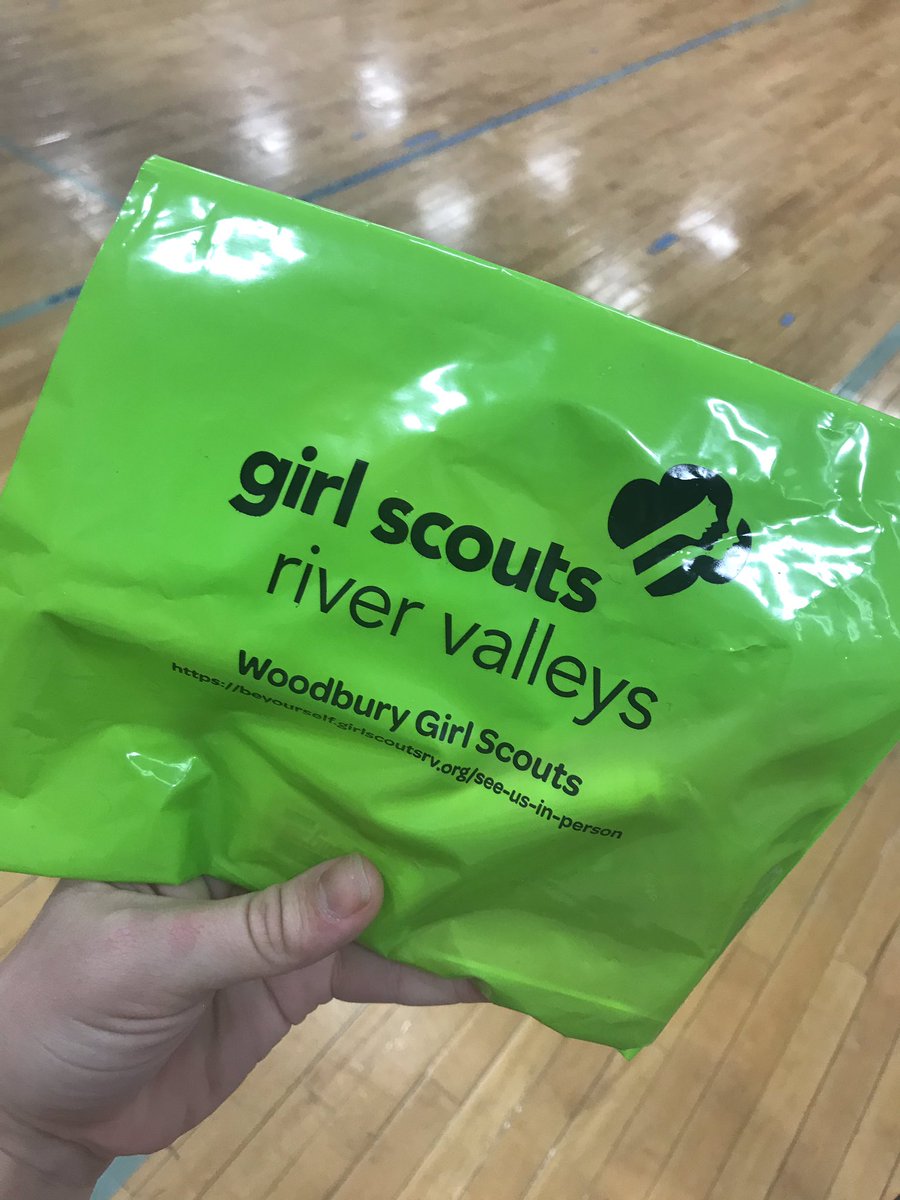 girl scouts
river valleys
Woodbury Girl Scouts
https://beyourself.girlscoutsrv.org/see-us-in-person